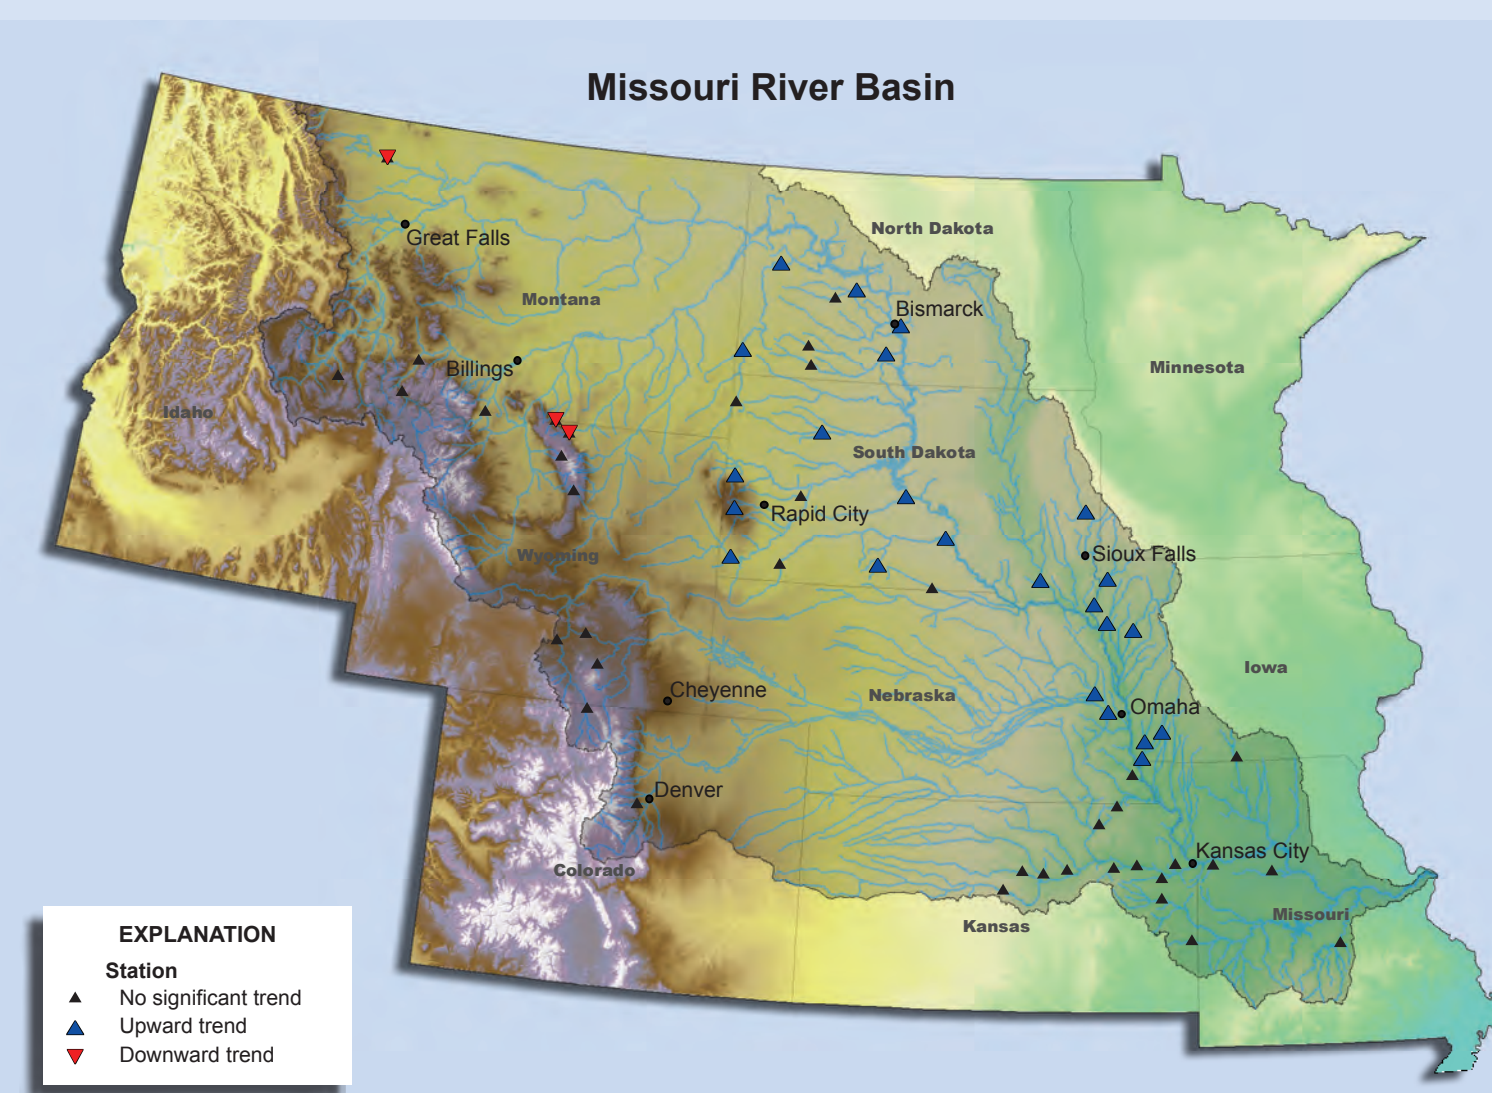 Missouri River Basin
North Dakota
Great Falls
Montana
Bismarck
Minnesota
Billings
Idaho
South Dakota
Rapid City
Wyoming
Sioux Falls
Iowa
Cheyenne
Nebraska
Omaha
Denver
Kansas City
Colorado
Missouri
Kansas
EXPLANATION
Station
No significant trend
Upward trend
Downward trend